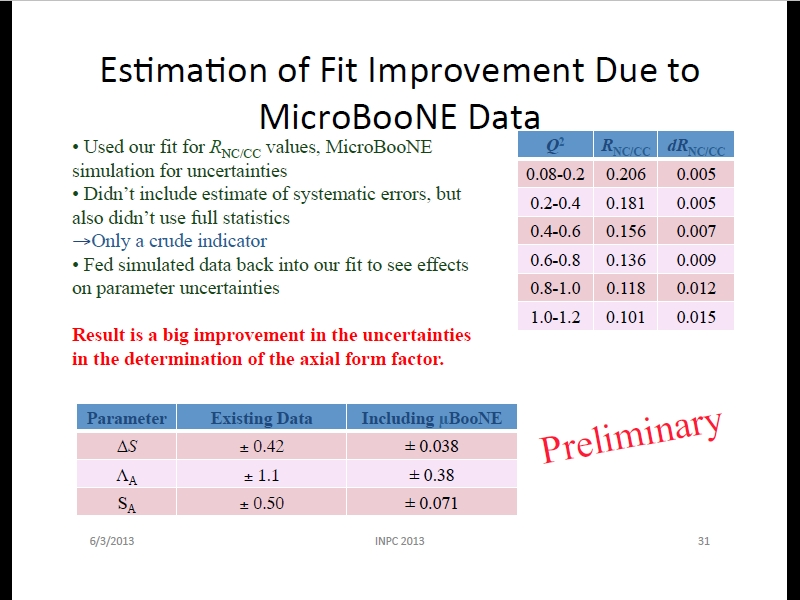 Estimation of Fit Improvement Due to
MicroBooNE Data
• Used our fit for RNC/CC values, MicroBooNE
simulation for uncertainties
• Didn't include estimate of systematic errors, but
also didn't use full statistics
→Only a crude indicator
• Fed simulated data back into our fit to see effects
on parameter uncertainties
Result is a big improvement in the uncertainties
in the determination of the axial form factor.
Q² RNC/CC dRNC/CC
0.08-0.2 0.206 0.005
0.2-0.4 0.181 0.005
0.4-0.6 0.156 0.007
0.6-0.8 0.136 0.009
0.8-1.0 0.118 0.012
1.0-1.2 0.101 0.015
Parameter Existing Data Including μBooNE
ΔS ± 0.42 ± 0.038
ΛA ± 1.1 ± 0.38
SA ± 0.50 ± 0.071
Preliminary
6/3/2013 INPC 2013 31